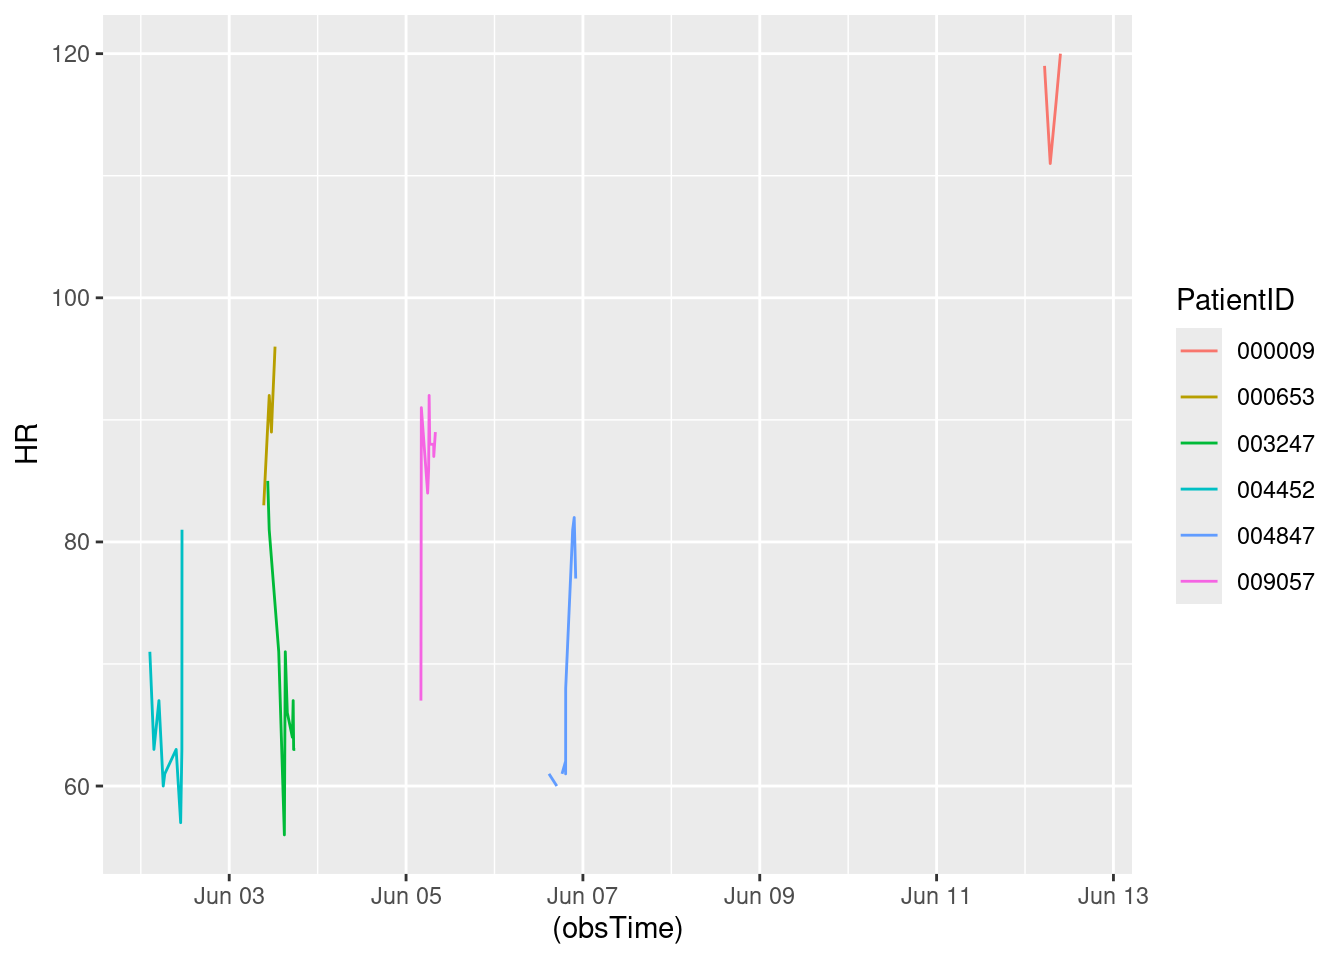 120
100
80
60
HR
Jun 03
Jun 05
Jun 07
Jun 09
Jun 11
Jun 13
(obsTime)
PatientID
000009
000653
003247
004452
004847
009057